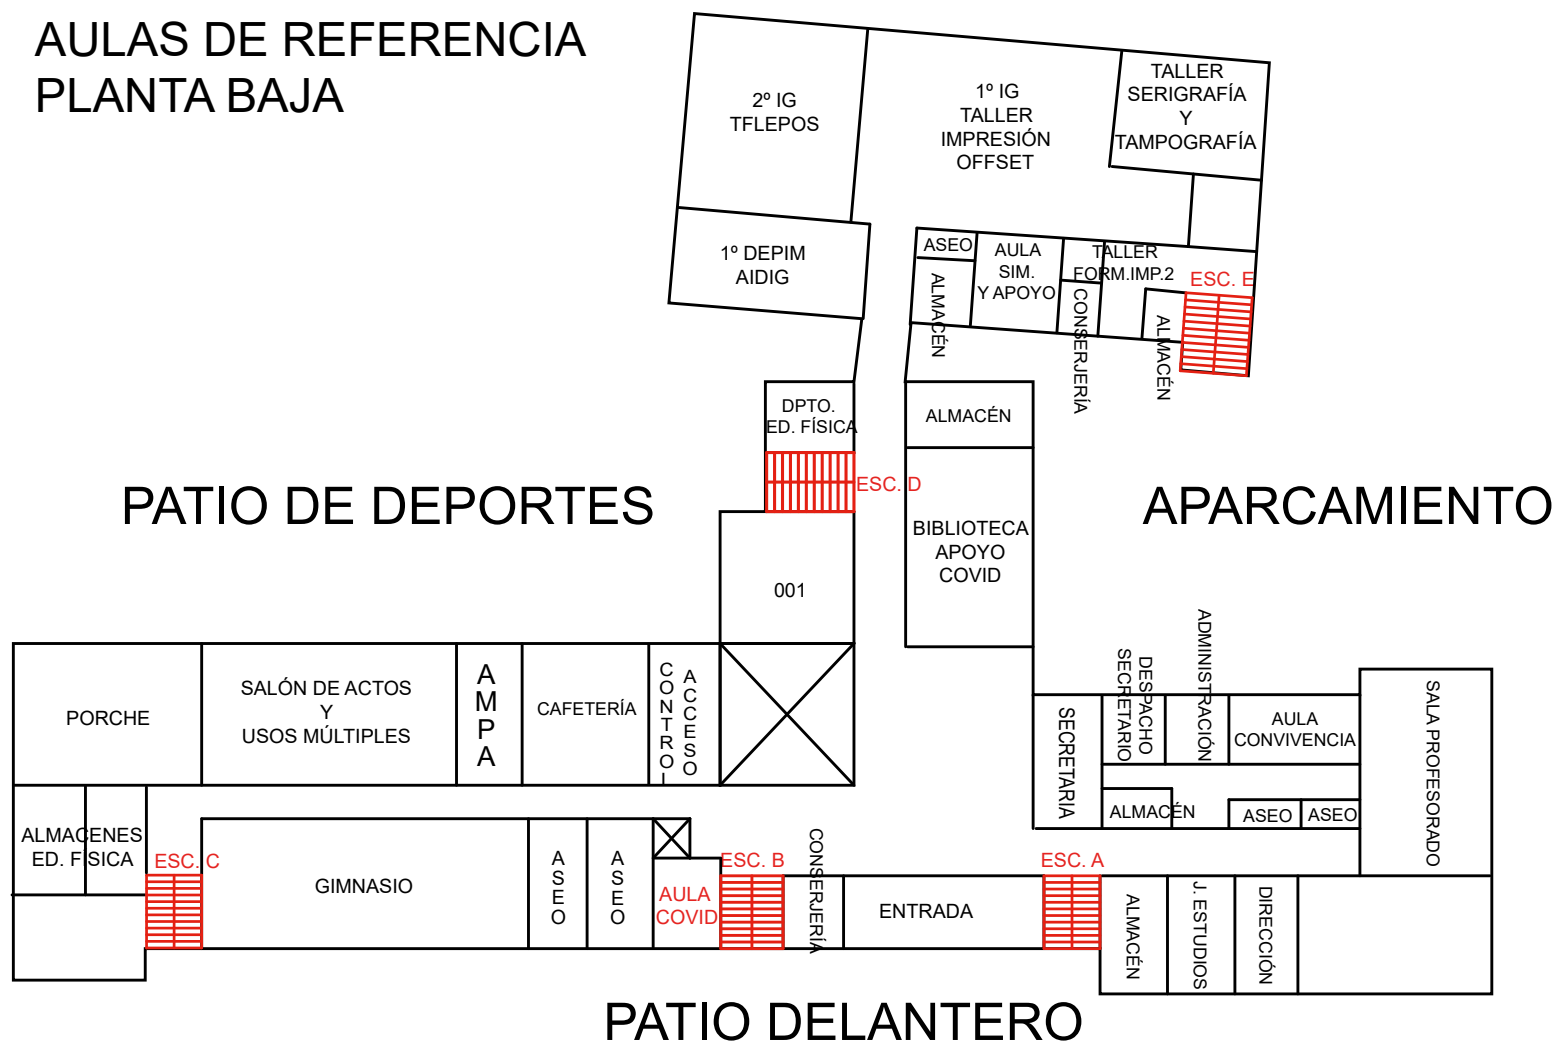 AULAS DE REFERENCIA
PLANTA BAJA
2º IG
TFLEPOS
1º IG
TALLER
IMPRESIÓN
OFFSET
TALLER
SERIGRAFÍA
Y
TAMPOGRAFÍA
1º DEPIM
AIDIG
ASEO
ALMACÉN
AULA
SIM.
Y APOYO
CONSERJERÍA
TALLER
FORM.IMP.2
ALMACÉN
ESC. E
DPTO.
ED. FÍSICA
ALMACÉN
ESC. D
PATIO DE DEPORTES
APARCAMIENTO
BIBLIOTECA
APOYO
COVID
001
PORCHE
SALÓN DE ACTOS
Y
USOS MÚLTIPLES
AMPA
CAFETERÍA
CONTROL
ACCESO
SECRETARIA
DESPACHO
SECRETARIO
ADMINISTRACIÓN
AULA
CONVIVENCIA
SALA PROFESORADO
ALMACÉN
ASEO
ASEO
ALMACENES
ED. FÍSICA
ESC. C
GIMNASIO
ASEO
ASEO
AULA
COVID
ESC. B
CONSERJERÍA
ENTRADA
ESC. A
ALMACÉN
J. ESTUDIOS
DIRECCIÓN
PATIO DELANTERO